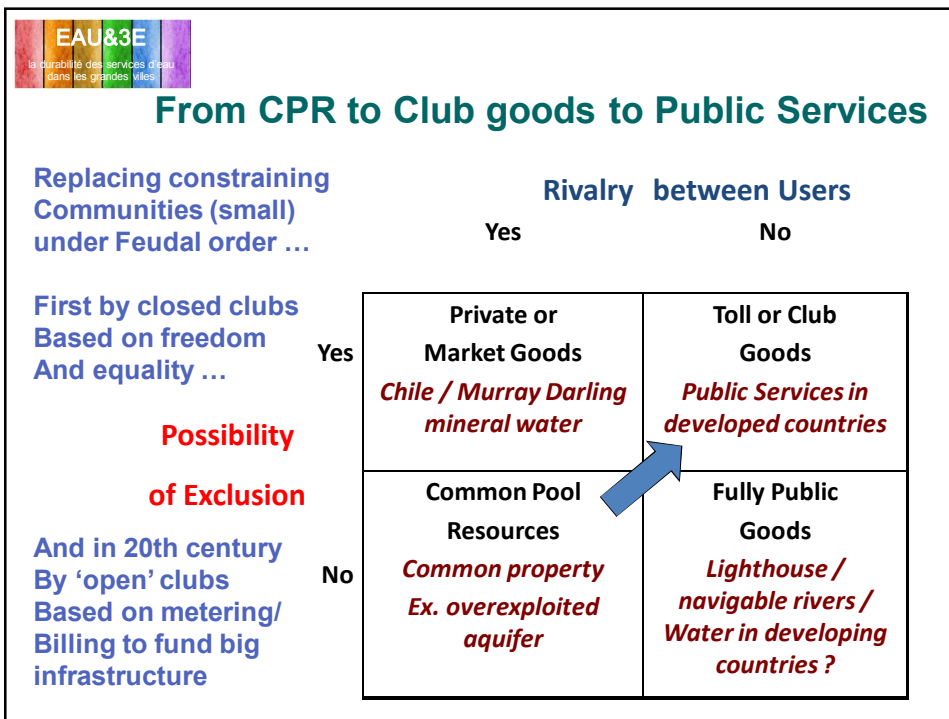 EAU&3E
la durabilité des services d'eau
dans les grandes villes
From CPR to Club goods to Public Services
Replacing constraining
Communities (small)
under Feudal order …
Rivalry between Users
Yes
No
First by closed clubs
Based on freedom
And equality …
Yes
Private or
Market Goods
Chile / Murray Darling
mineral water
Toll or Club
Goods
Public Services in
developed countries
Possibility
of Exclusion
And in 20th century
By ‘open’ clubs
Based on metering/
Billing to fund big
infrastructure
No
Common Pool
Resources
Common property
Ex. overexploited
aquifer
Fully Public
Goods
Lighthouse /
navigable rivers /
Water in developing
countries ?